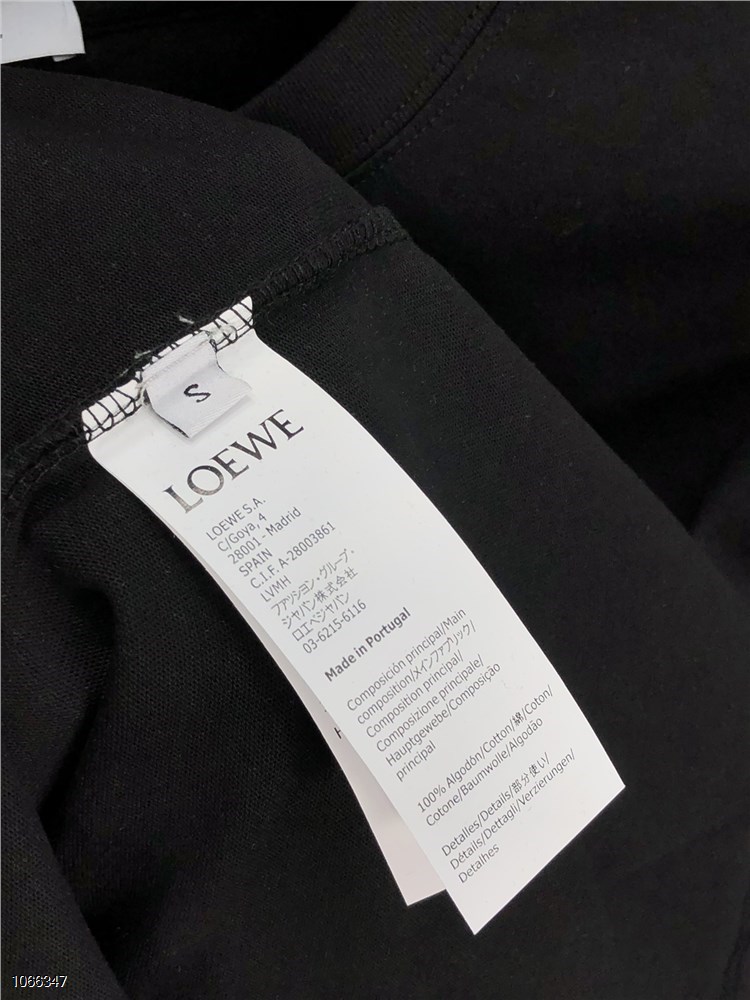 S
LOEWE
LOEWE S.A.
C/Goya, 4
28001 - Madrid
SPAIN
C.I.F. A-28003861
LVMH
ファッション・グループ・
ジャパン株式会社
ロエベジャパン
03-6215-6116
Made in Portugal
Composición principal/Main
composition/メインファブリック/
Composition principal/
Composizione principale/
Hauptgewebe/Composição
principal
100% Algodón/Cotton/綿/Coton/
Cotone/Baumwolle/Algodão
Detalles/Details/部分使い/
Détails/Dettagli/Verzierungen/
Detalhes
1066347